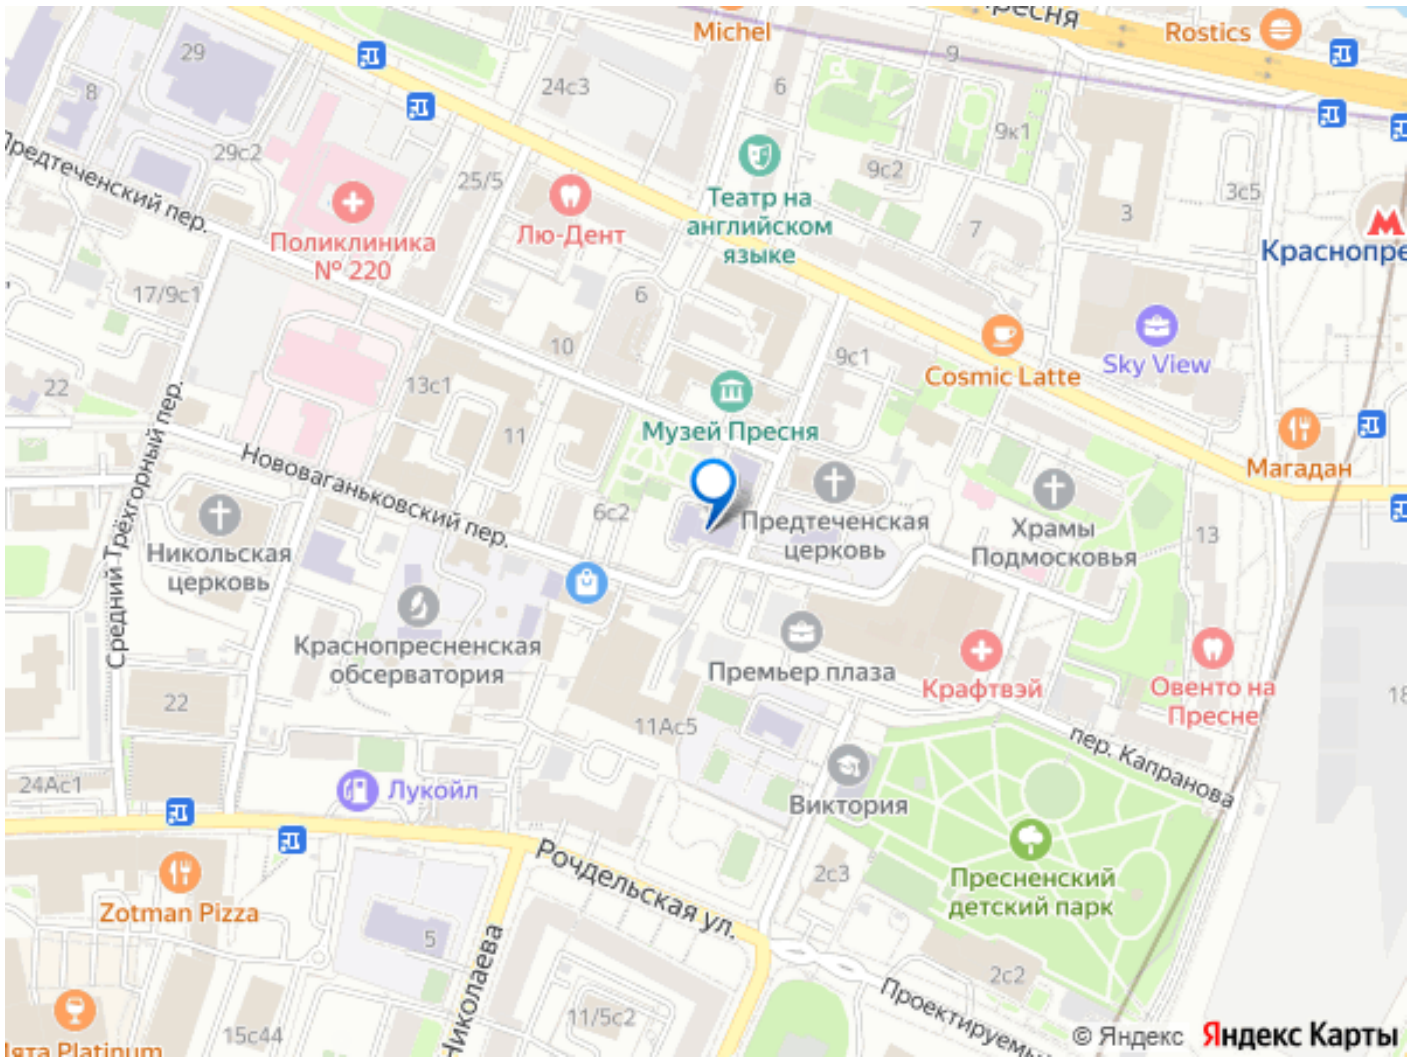 Michel
Пресня
Rostics
29
8
24с3
6
9
9к1
29с2
25/5
9с2
3с5
3
7
Предтеченский пер.
Поликлиника
№ 220
Лю-Дент
Театр на
английском
языке
Краснопре
17/9с1
6
10
9с1
Sky View
Cosmic Latte
22
13с1
11
Музей Пресня
Магадан
Средний Трёхгорный пер.
Нововаганьковский пер.
6с2
Предтеченская
церковь
Храмы
Подмосковья
13
Никольская
церковь
Краснопресненская
обсерватория
Премьер плаза
Крафтвэй
Овенто на
Пресне
18
22
11Ас5
пер. Капранова
24Ас1
Лукойл
Виктория
Рочдельская ул.
2с3
Пресненский
детский парк
Zotman Pizza
5
Николаева
2с2
Проектируемы
11/5с2
15с44
Platinum
© Яндекс Яндекс Карты